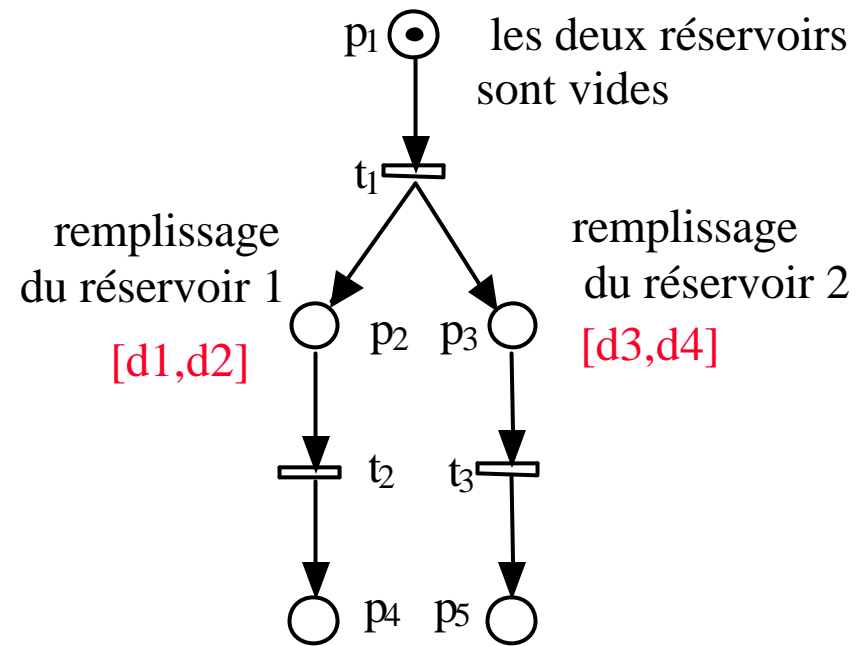 p1 les deux réservoirs
sont vides
t1
remplissage
du réservoir 1
remplissage
du réservoir 2
[d1,d2]
p2
p3
[d3,d4]
t2
t3
p4
p5